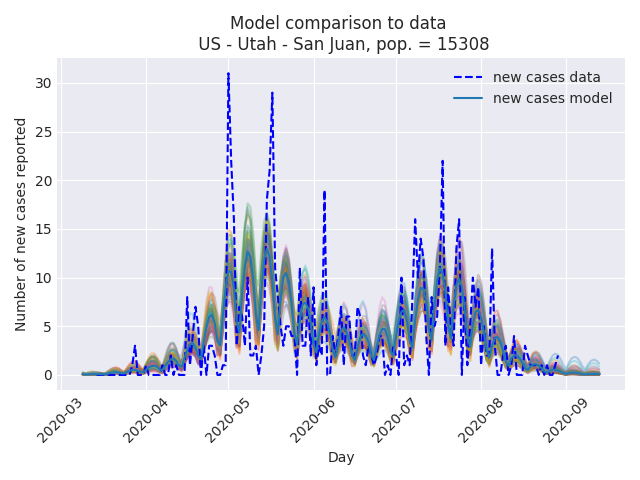 Model comparison to data
US - Utah - San Juan, pop. = 15308
new cases data
new cases model
Number of new cases reported
30
25
20
15
10
5
0
2020-03
2020-04
2020-05
2020-06
2020-07
2020-08
2020-09
Day